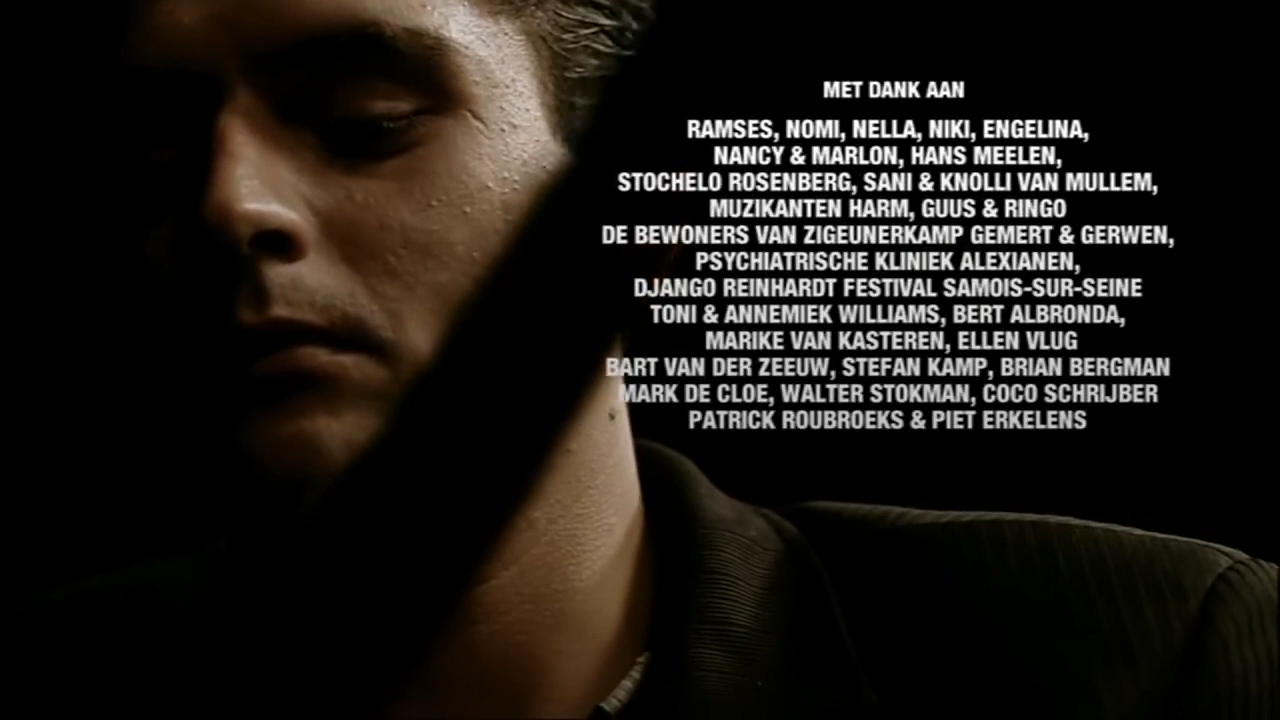 MET DANK AAN
RAMSES, NOMI, NELLA, NIKI, ENGELINA,
NANCY & MARLON, HANS MEELEN,
STOCHELO ROSENBERG, SANI & KNOLLI VAN MULLEM,
MUZIKANTEN HARM, GUUS & RINGO
DE BEWONERS VAN ZIGEUNERKAMP GEMERT & GERWEN,
PSYCHIATRISCHE KLINIEK ALEXIANEN,
DJANGO REINHARDT FESTIVAL SAMOIS-SUR-SEINE
TONI & ANNEMIEK WILLIAMS, BERT ALBRONDA,
MARIKE VAN KASTEREN, ELLEN VLUG
BART VAN DER ZEEUW, STEFAN KAMP, BRIAN BERGMAN
MARK DE CLOE, WALTER STOKMAN, COCO SCHRIJBER
PATRICK ROUBROEKS & PIET ERKELENS